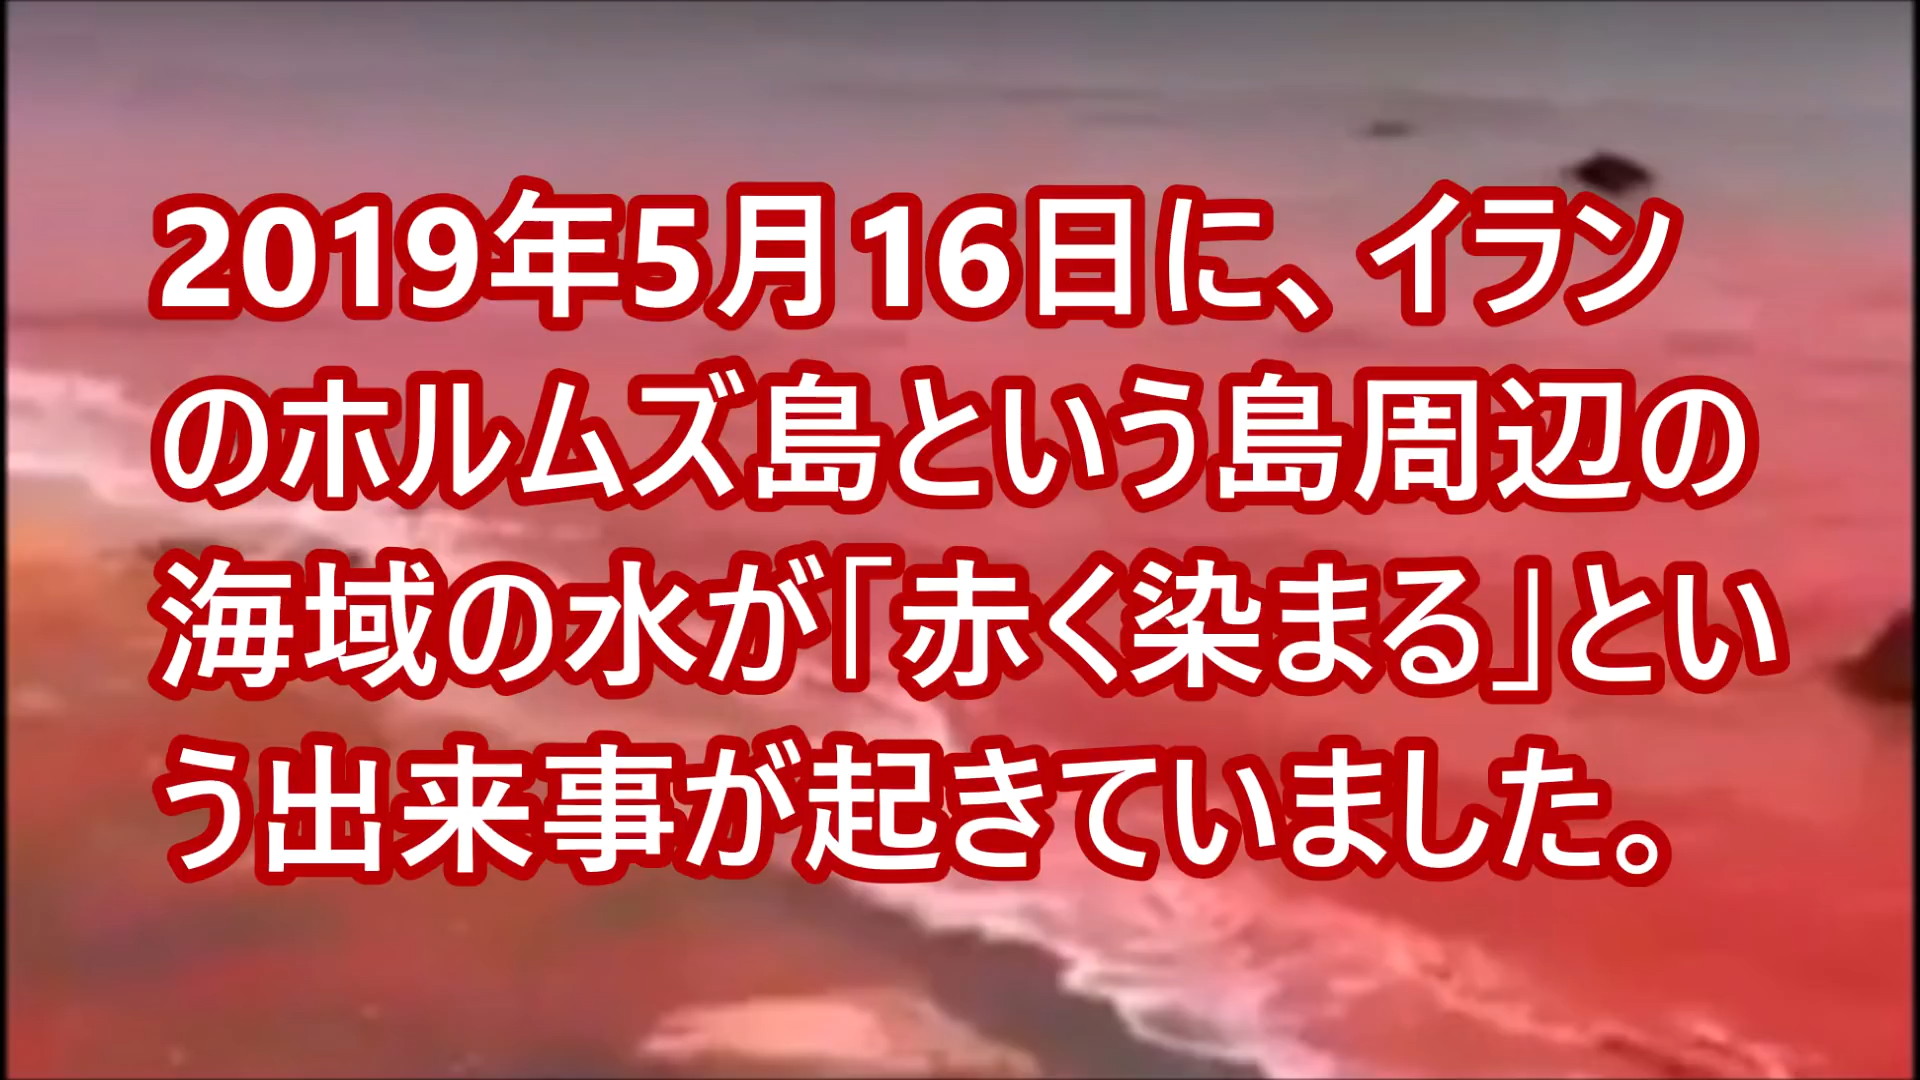 2019年5月16日に、イラン
のホルムズ島という島周辺の
海域の水が「赤く染まる」とい
う出来事が起きていました。